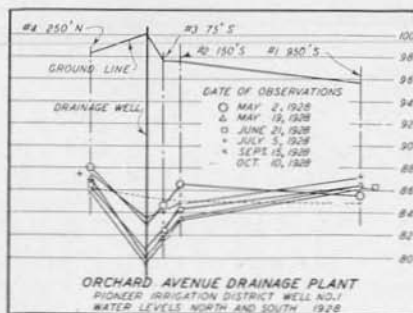 #4 250' N
#3 75' S
#2 150' S
#1 950' S
100
98
96
94
GROUND LINE
DRAINAGE WELL
DATE OF OBSERVATIONS
MAY 2, 1928
MAY 19, 1928
JUNE 21, 1928
JULY 5, 1928
SEPT. 15, 1928
OCT. 10, 1928
92
90
88
86
84
82
80
ORCHARD AVENUE DRAINAGE PLANT
PIONEER IRRIGATION DISTRICT WELL NO. 1
WATER LEVELS NORTH AND SOUTH 1928